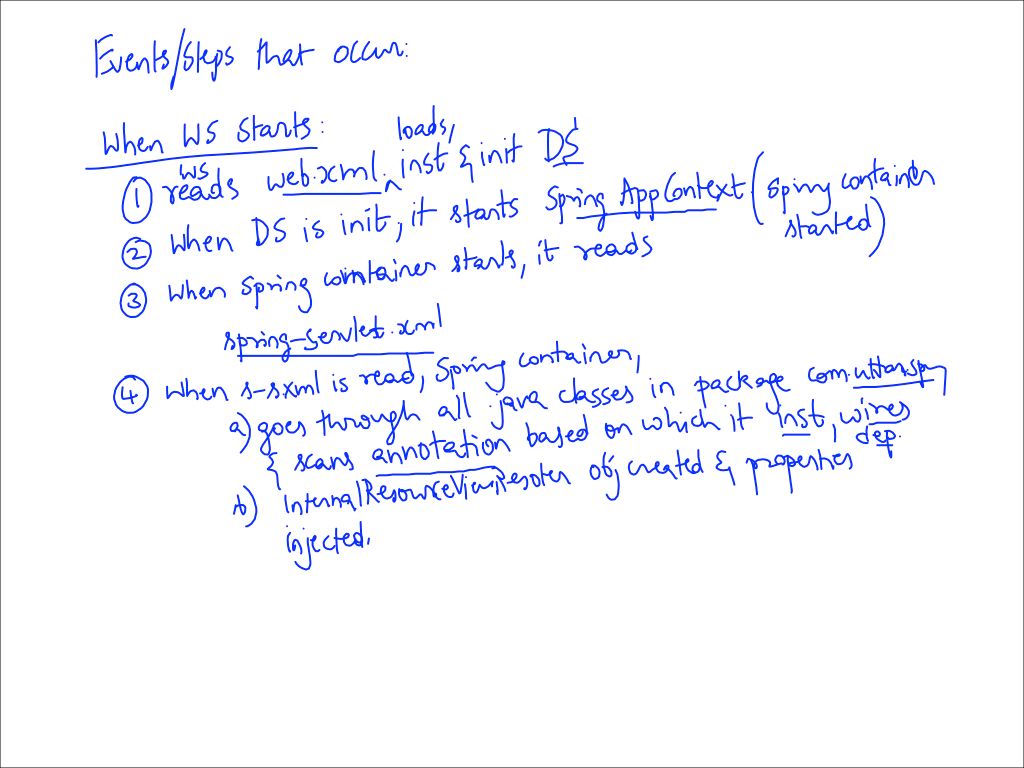 Events/Steps that occur:
When WS Starts:
① WS reads web.xml, loads, inst & init DS
② When DS is init, it starts Spring AppContext (Spring container started)
③ When Spring container starts, it reads
spring-servlet.xml
④ When s-sxml is read, Spring container,
a) goes through all java classes in package
& scans annotation based on which it inst, wires dep.
b) InternalResourceViewResolver obj created & properties
injected.